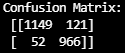 Confusion Matrix:
[[1149  121]
 [  52  966]]